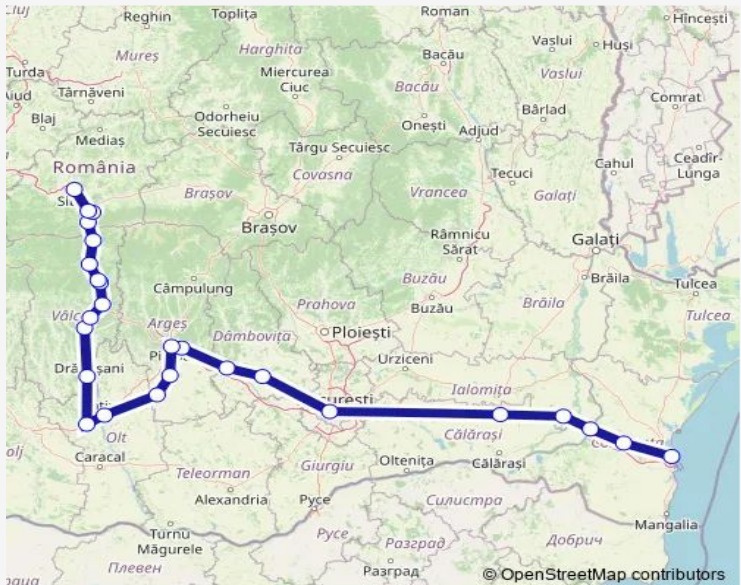 Reghin
Toplița
Roman
Hîncești
Mureș
Harghita
Bacău
Vaslui
Huși
Turda
Miercurea
Ciuc
Vaslui
Târnăveni
Bacău
Comrat
Aiud
Odorheiu
Secuiesc
Bârlad
Blaj
Onești
Adjud
Mediaș
Târgu Secuiesc
Cahul
Ceadîr-
Lunga
România
Covasna
Tecuci
Brașov
Vrancea
Galați
Brașov
Râmnicu
Sărat
Galați
Câmpulung
Buzău
Brăila
Tulcea
Prahova
Buzău
Brăila
Tulcea
Argeș
Dâmbovița
Ploiești
Urziceni
Ialomița
Olt
Călărași
Caracal
Giurgiu
Oltenița
Călărași
Teleorman
Alexandria
Русе
Силистра
Mangalia
Turnu
Măgurele
Русе
Разград
Добрич
Плевен
Разград
© OpenStreetMap contributors